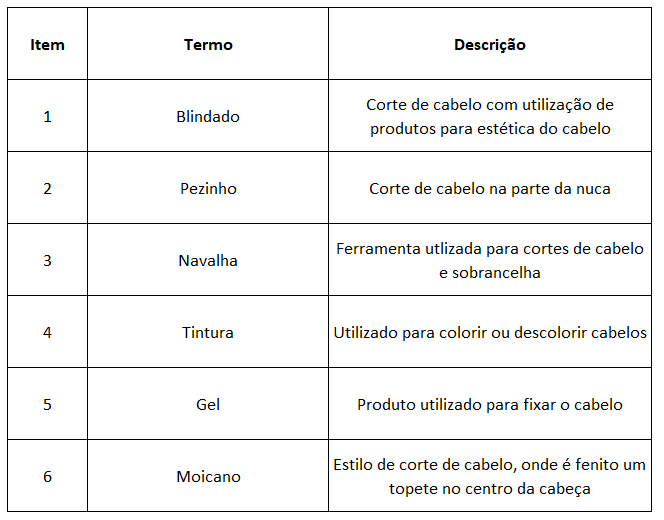 Item Termo Descrição
1 Blindado Corte de cabelo com utilização de
produtos para estética do cabelo
2 Pezinho Corte de cabelo na parte da nuca
3 Navalha Ferramenta utlizada para cortes de cabelo
e sobrancelha
4 Tintura Utilizado para colorir ou descolorir cabelos
5 Gel Produto utilizado para fixar o cabelo
6 Moicano Estilo de corte de cabelo, onde é fenito um
topete no centro da cabeça